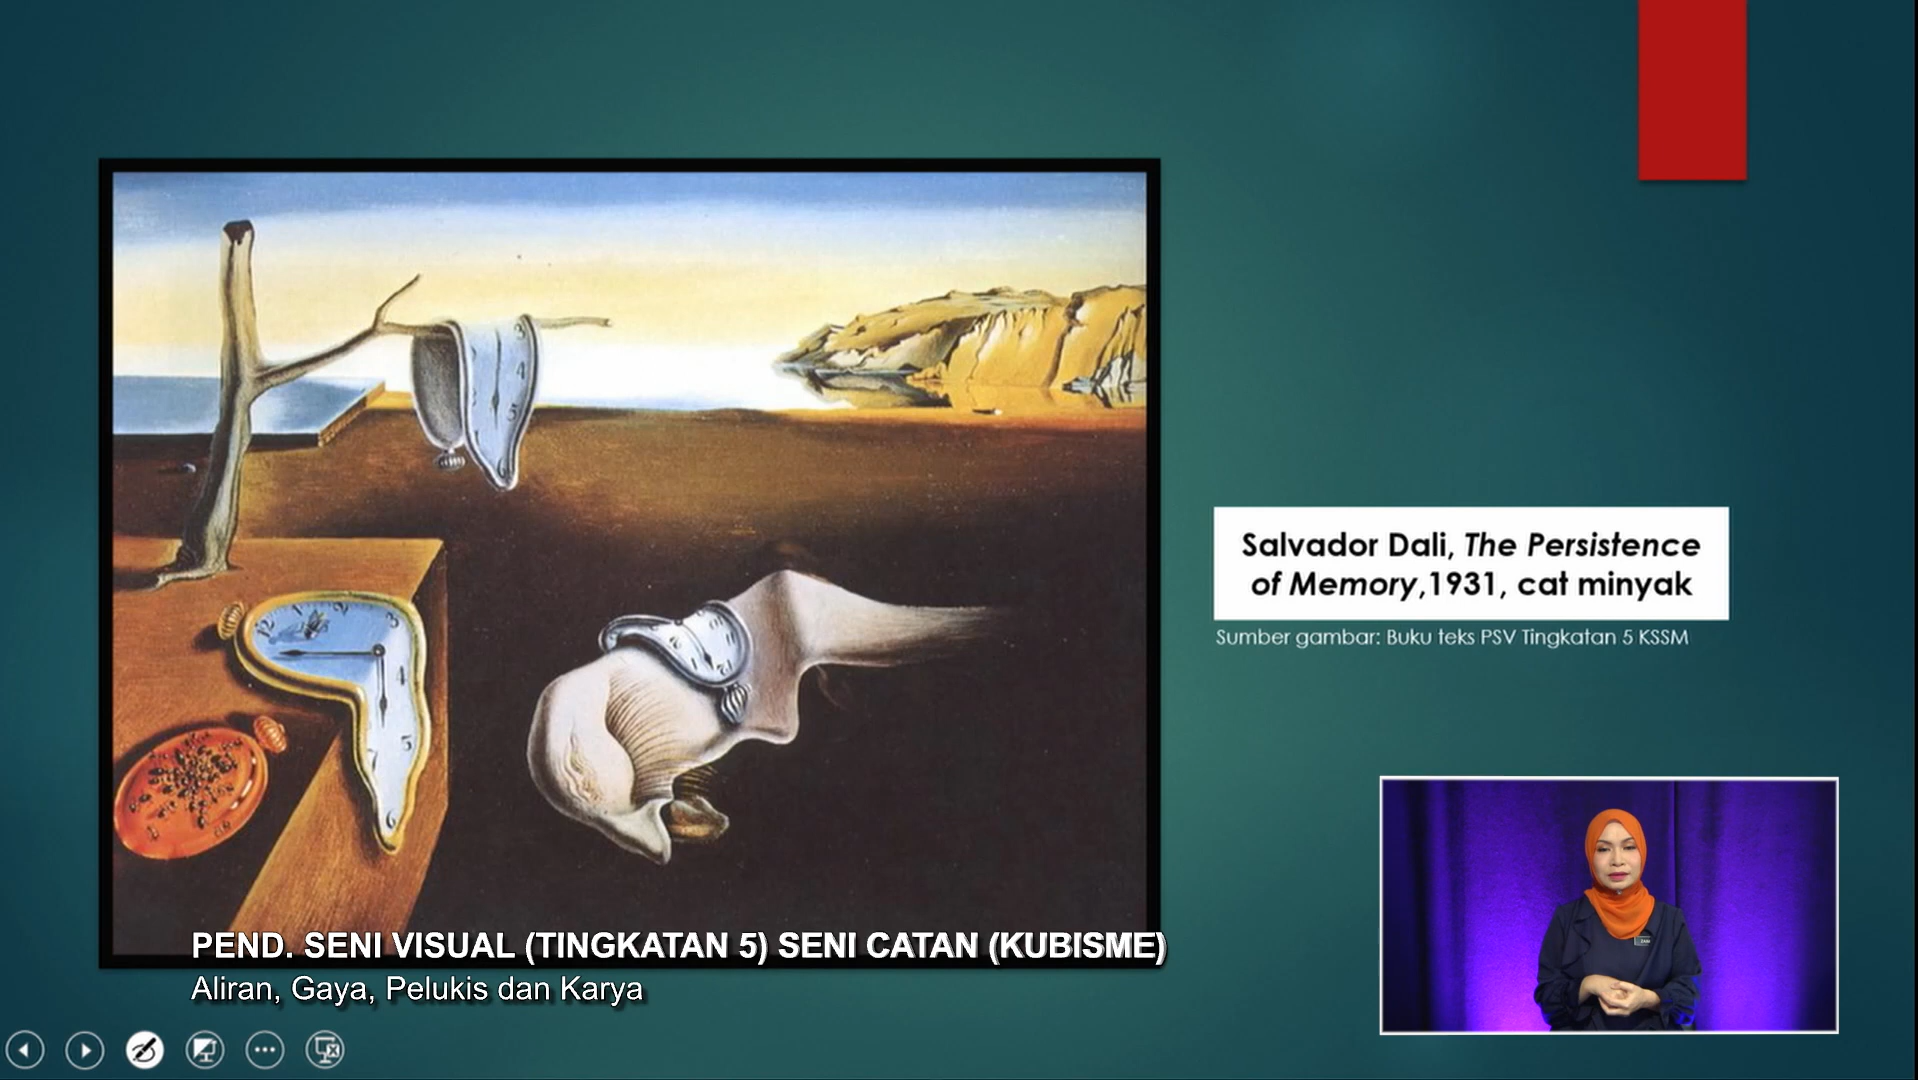 Salvador Dali, The Persistence
of Memory,1931, cat minyak
Sumber gambar: Buku teks PSV Tingkatan 5 KSSM
PEND. SENI VISUAL (TINGKATAN 5) SENI CATAN (KUBISME)
Aliran, Gaya, Pelukis dan Karya